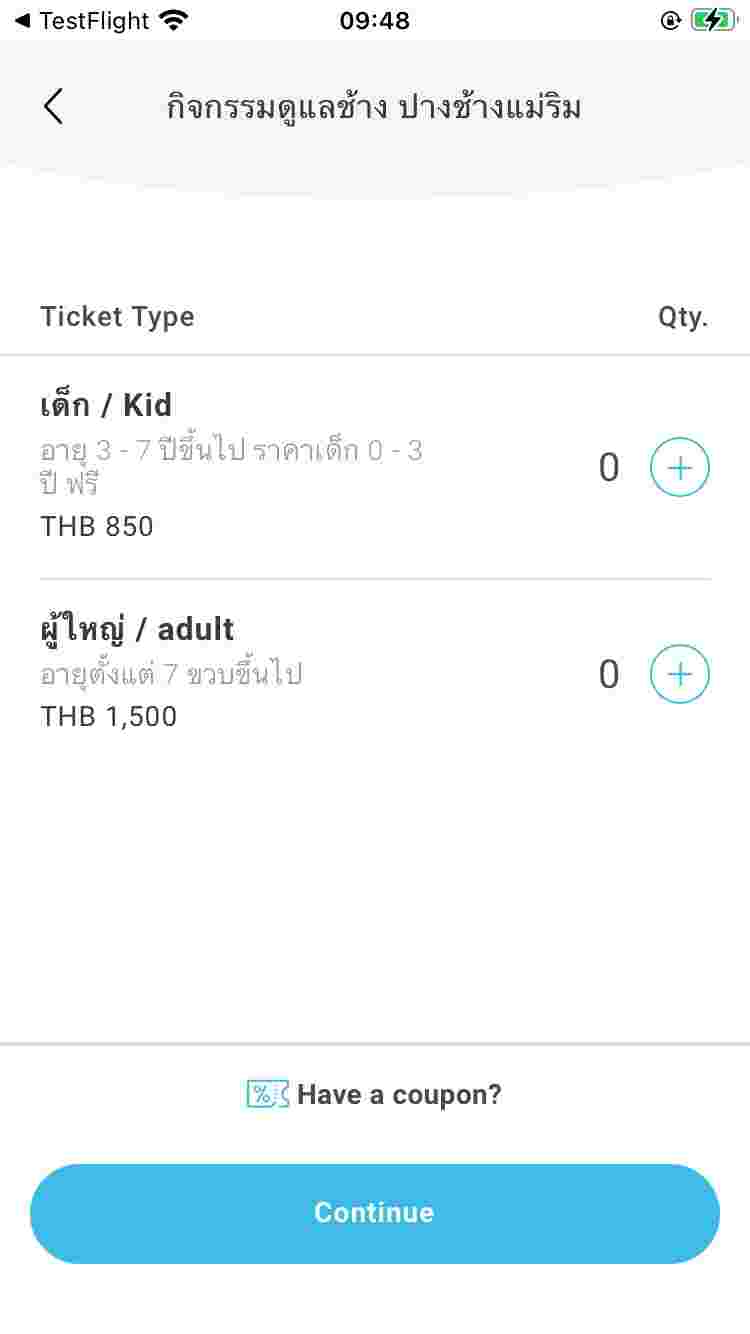 TestFlight 09:48
กิจกรรมดูแลช้าง ปางช้างแม่ริม
Ticket Type Qty.
เด็ก / Kid
อายุ 3 - 7 ปีขึ้นไป ราคาเด็ก 0 - 3
ปี ฟรี
0
THB 850
ผู้ใหญ่ / adult
อายุตั้งแต่ 7 ขวบขึ้นไป
0
THB 1,500
Have a coupon?
Continue